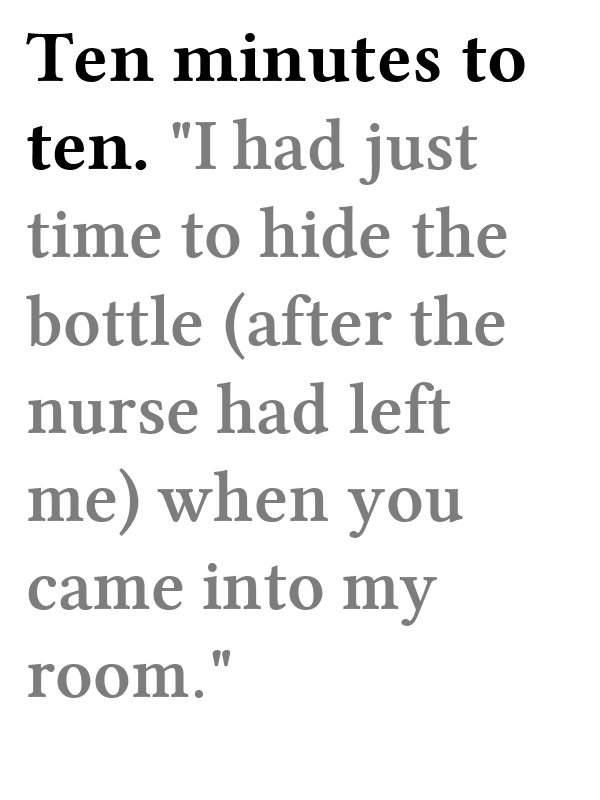 Ten minutes to
ten. "I had just
time to hide the
bottle (after the
nurse had left
me) when you
came into my
room."